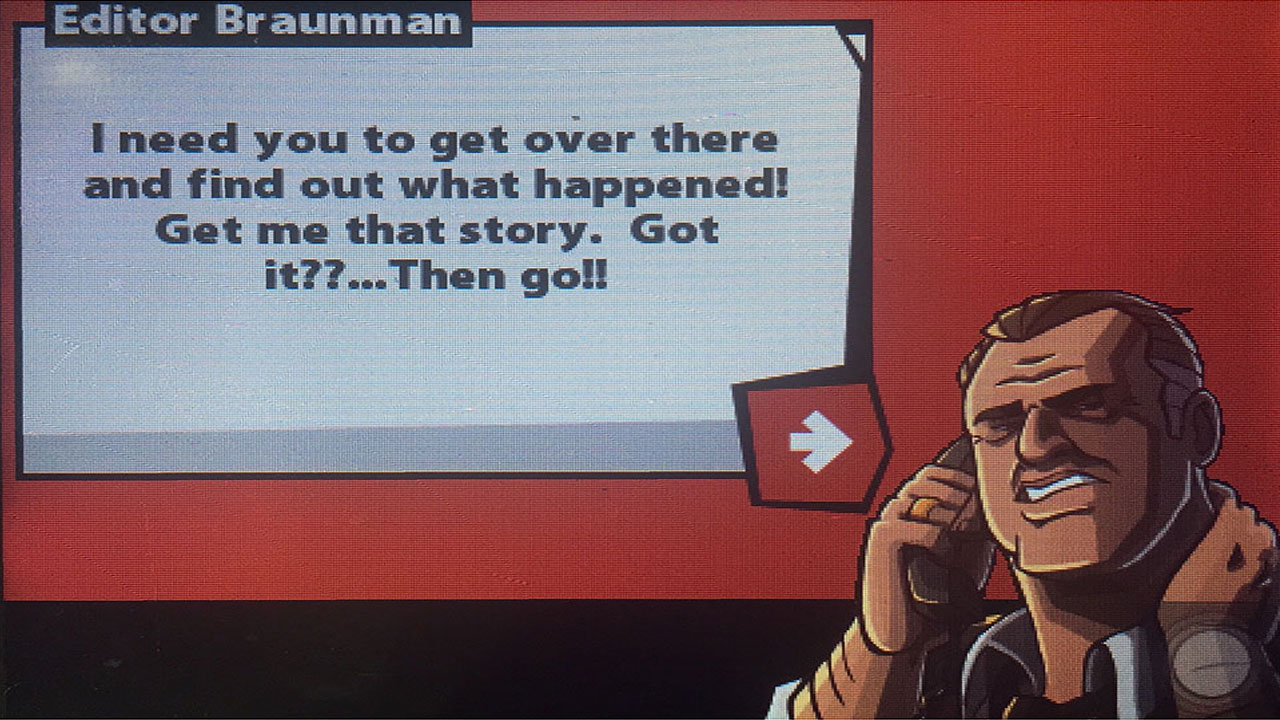 Editor Braunman
I need you to get over there
and find out what happened!
Get me that story.  Got
it??...Then go!!